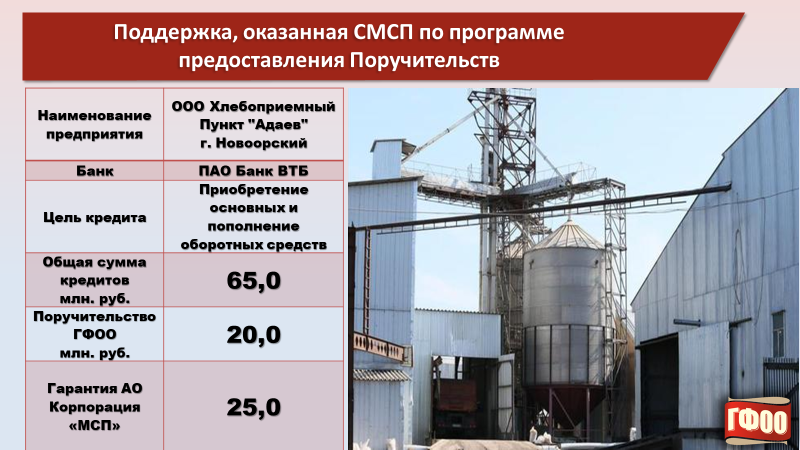 Поддержка, оказанная СМСП по программе
предоставления Поручительств
Наименование
предприятия
ООО Хлебоприемный
Пункт "Адаев"
г. Новоорский
Банк
ПАО Банк ВТБ
Цель кредита
Приобретение
основных и
пополнение
оборотных средств
Общая сумма
кредитов
млн. руб.
65,0
Поручительство
ГФОО
млн. руб.
20,0
Гарантия АО
Корпорация
«МСП»
25,0
ГФОО